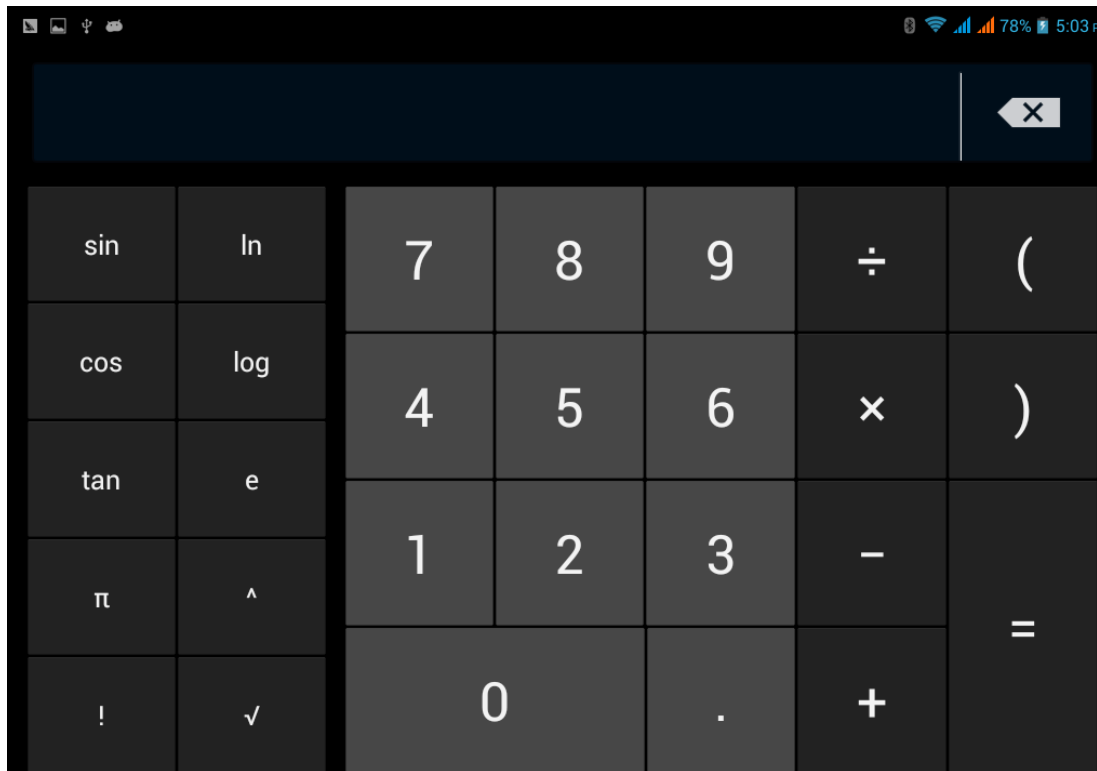 78% 5:03
sin ln 7 8 9 ÷ (
cos log 4 5 6 × )
tan e 1 2 3 −
π ^ =
! √ 0 . +